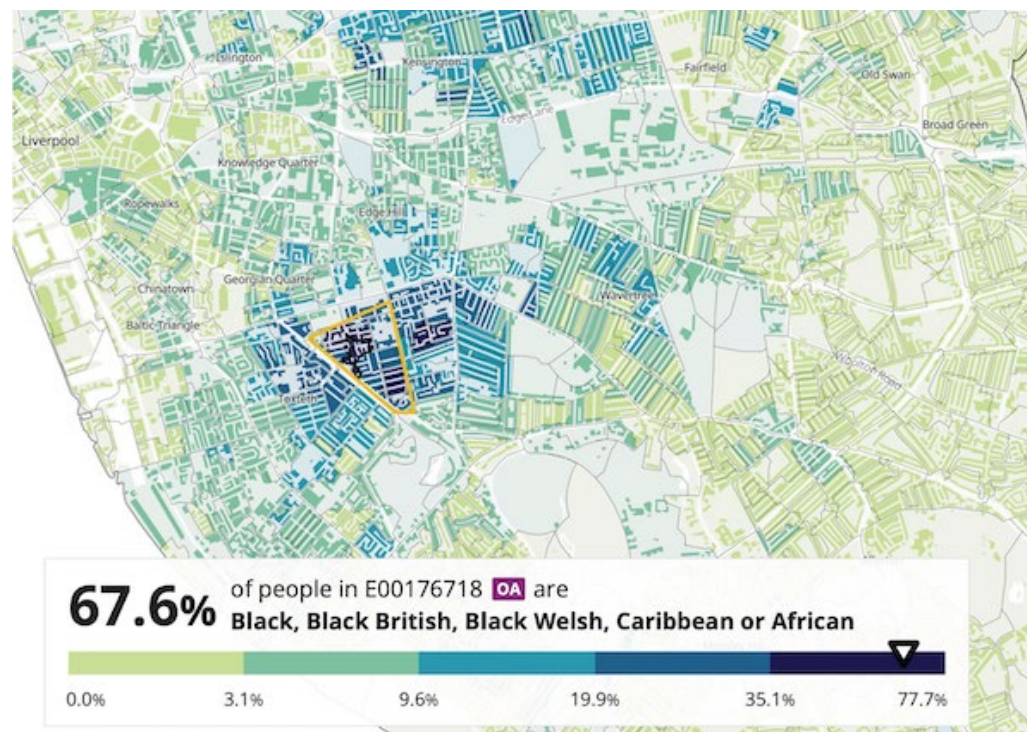 Islington
Kensington
Fairfield
Old Swan
Edge Lane
Broad Green
Liverpool
Knowledge Quarter
Ropewalks
Edge Hill
Georgian Quarter
Chinatown
Wavertree
Baltic Triangle
Woolton Road
Toxteth
67.6% of people in E00176718 OA are
Black, Black British, Black Welsh, Caribbean or African
0.0% 3.1% 9.6% 19.9% 35.1% 77.7%